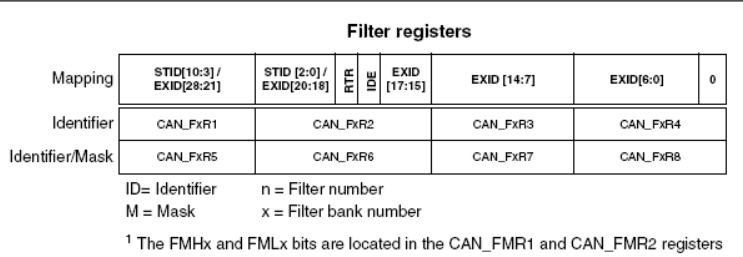 Filter registers
Mapping STID[10:3] / EXID[28:21] STID [2:0] / EXID[20:18] RTR IDE EXID [17:15] EXID [14:7] EXID[6:0] 0
Identifier CAN_FxR1 CAN_FxR2 CAN_FxR3 CAN_FxR4
Identifier/Mask CAN_FxR5 CAN_FxR6 CAN_FxR7 CAN_FxR8
ID= Identifier n = Filter number
M = Mask x = Filter bank number
1 The FMHx and FMLx bits are located in the CAN_FMR1 and CAN_FMR2 registers